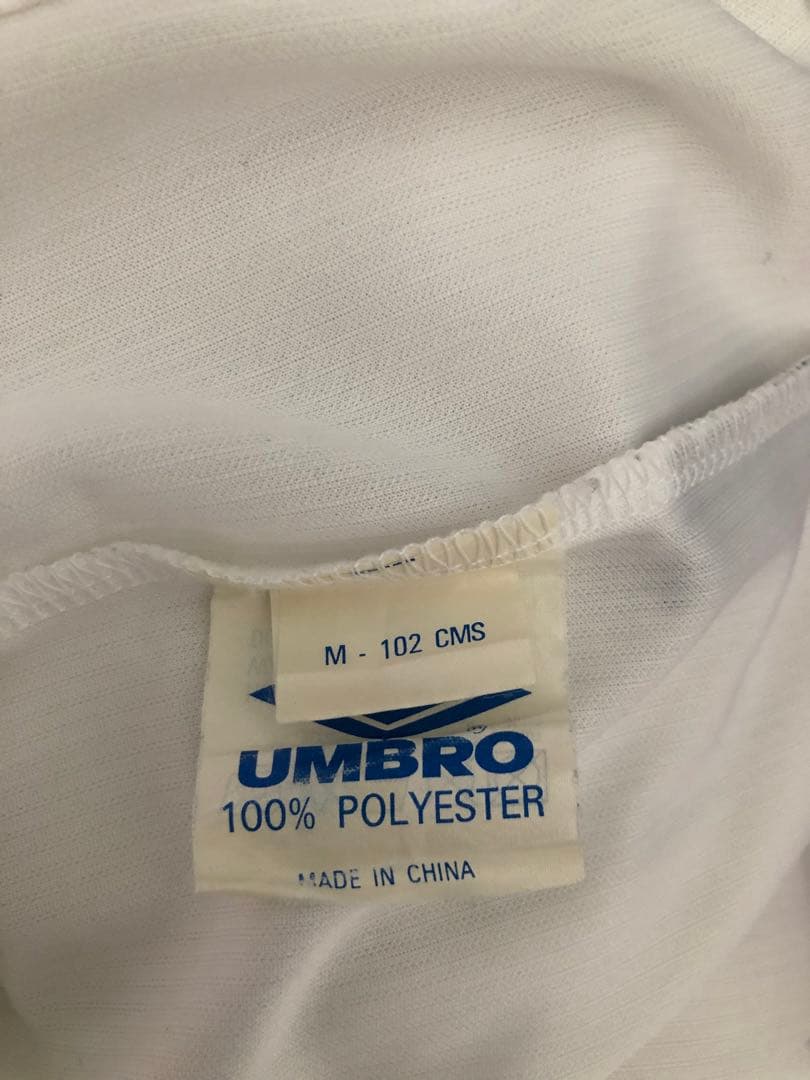 M - 102 CMS
UMBRO
100% POLYESTER
MADE IN CHINA